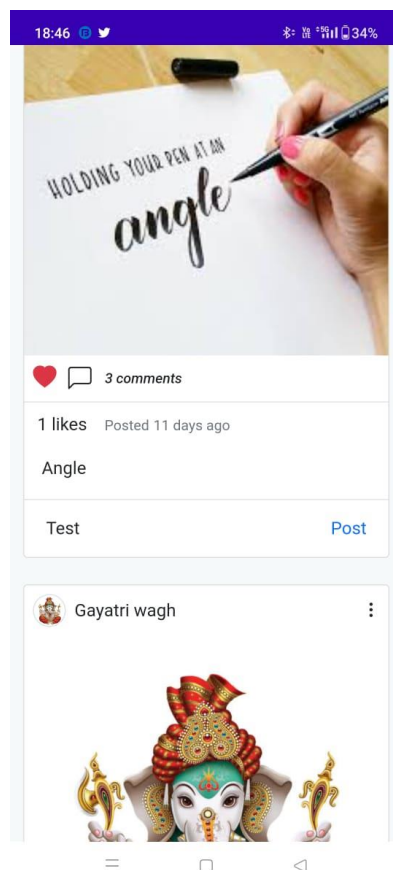 18:46 34%
HOLDING YOUR PEN AT AN
angle
3 comments
1 likes Posted 11 days ago
Angle
Test Post
Gayatri wagh